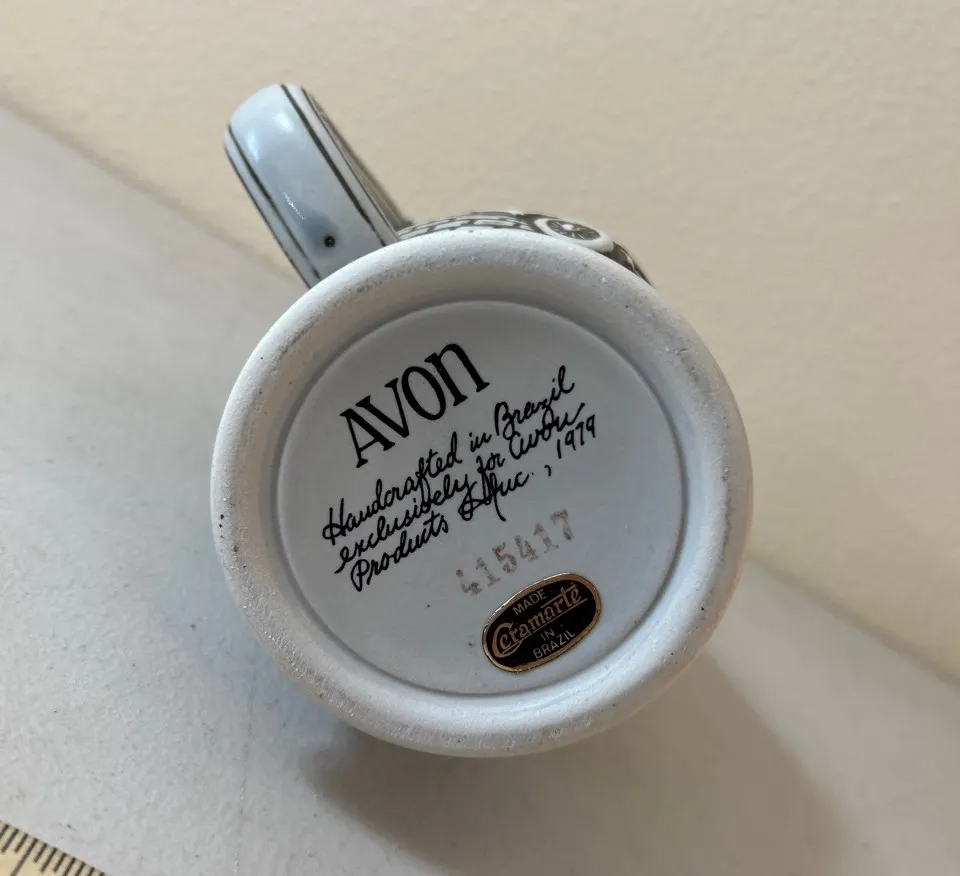 AVON
Handcrafted in Brazil
exclusively for Avon
Products Inc., 1979
415417
MADE
Ceramarte
IN
BRAZIL